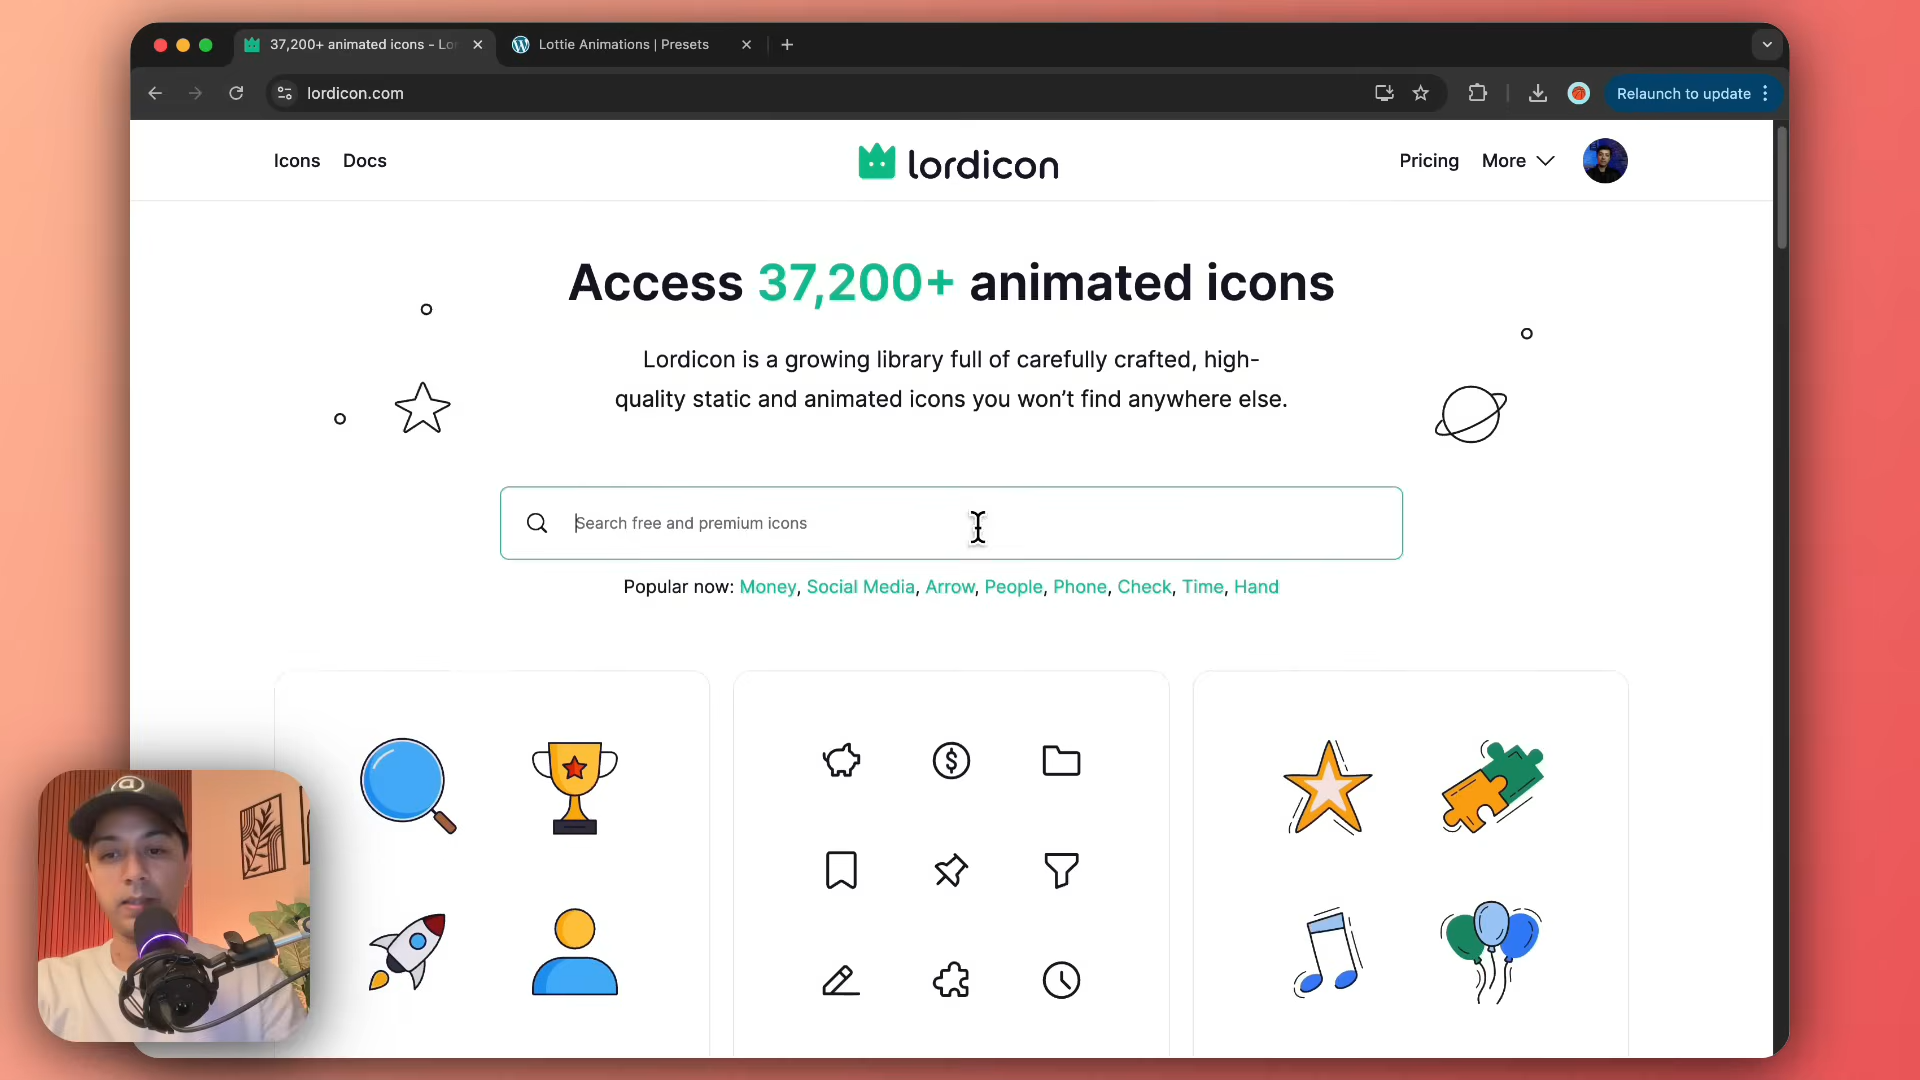 37,200+ animated icons - Lor
Lottie Animations | Presets
lordicon.com
Relaunch to update
Icons
Docs
lordicon
Pricing
More
Access 37,200+ animated icons
Lordicon is a growing library full of carefully crafted, high-
quality static and animated icons you won't find anywhere else.
Search free and premium icons
Popular now: Money, Social Media, Arrow, People, Phone, Check, Time, Hand